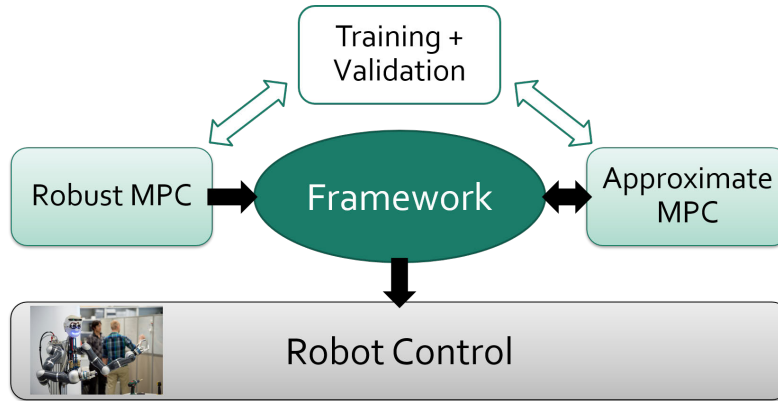 Training +
Validation
Robust MPC
Framework
Approximate
MPC
Robot Control